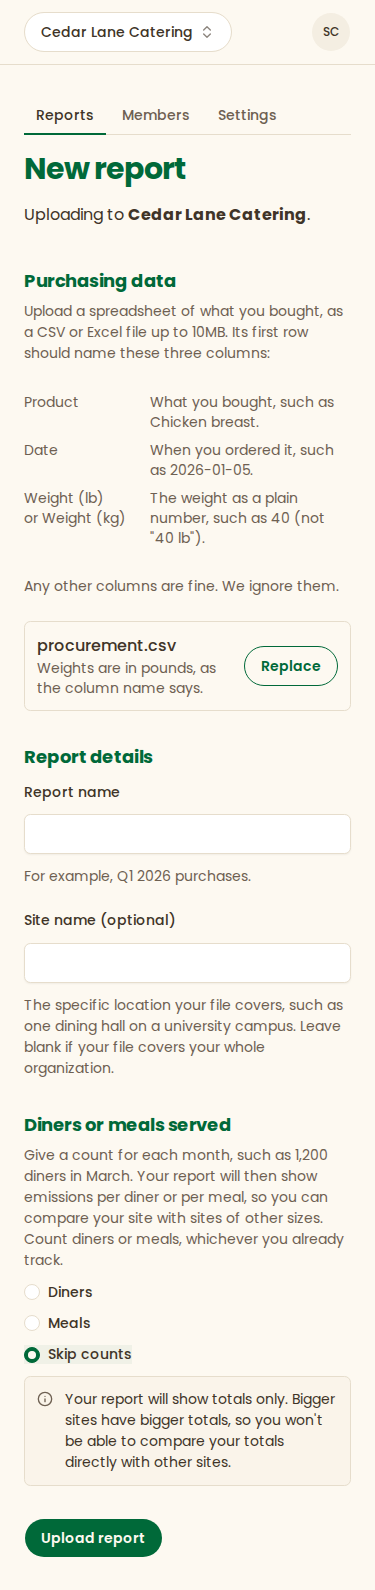 Cedar Lane Catering
SC
Reports Members Settings
New report
Uploading to Cedar Lane Catering.
Purchasing data
Upload a spreadsheet of what you bought, as
a CSV or Excel file up to 10MB. Its first row
should name these three columns:
Product
What you bought, such as
Chicken breast.
Date
When you ordered it, such
as 2026-01-05.
Weight (lb)
or Weight (kg)
The weight as a plain
number, such as 40 (not
"40 lb").
Any other columns are fine. We ignore them.
procurement.csv
Weights are in pounds, as
the column name says.
Replace
Report details
Report name
For example, Q1 2026 purchases.
Site name (optional)
The specific location your file covers, such as
one dining hall on a university campus. Leave
blank if your file covers your whole
organization.
Diners or meals served
Give a count for each month, such as 1,200
diners in March. Your report will then show
emissions per diner or per meal, so you can
compare your site with sites of other sizes.
Count diners or meals, whichever you already
track.
Diners
Meals
Skip counts
Your report will show totals only. Bigger
sites have bigger totals, so you won't
be able to compare your totals
directly with other sites.
Upload report